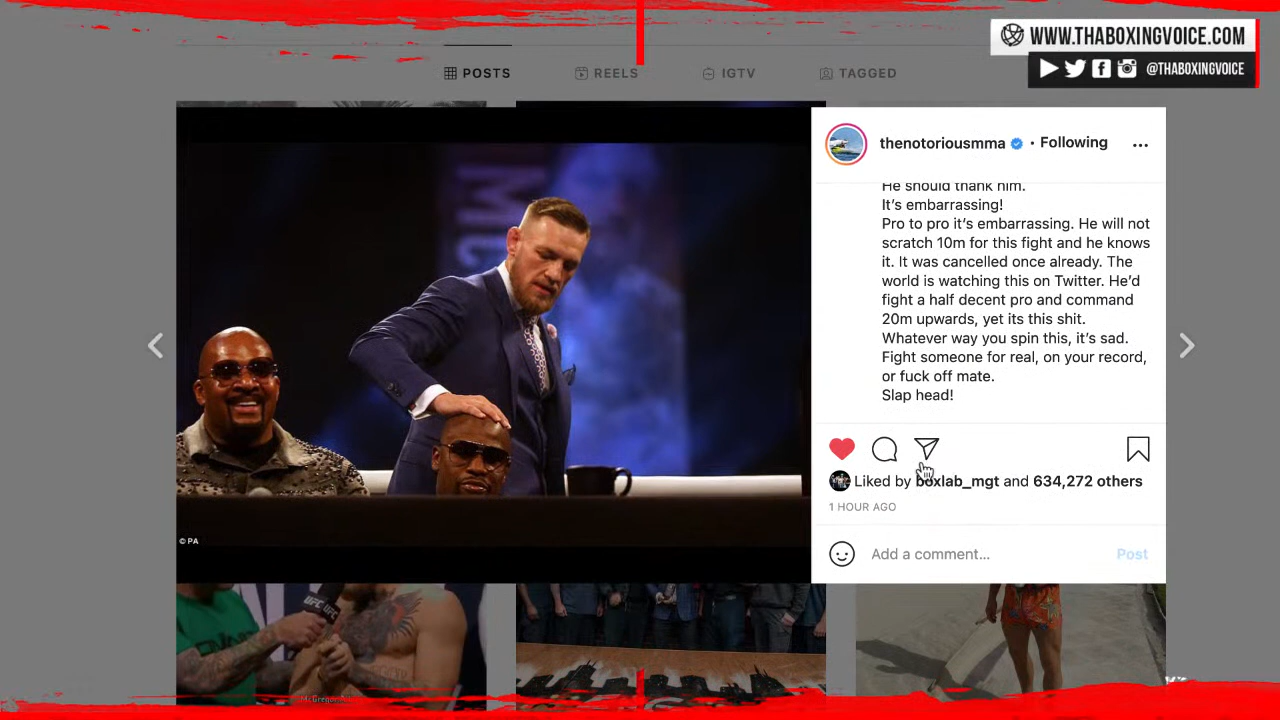 WWW.THABOXINGVOICE.COM
@THABOXINGVOICE
POSTS
REELS
IGTV
TAGGED
thenotoriousmma • Following
He should thank him.
It's embarrassing!
Pro to pro it's embarrassing. He will not
scratch 10m for this fight and he knows
it. It was cancelled once already. The
world is watching this on Twitter. He'd
fight a half decent pro and command
20m upwards, yet its this shit.
Whatever way you spin this, it's sad.
Fight someone for real, on your record,
or fuck off mate.
Slap head!
Liked by boxlab_mgt and 634,272 others
1 HOUR AGO
Add a comment...
Post
© PA
UFC